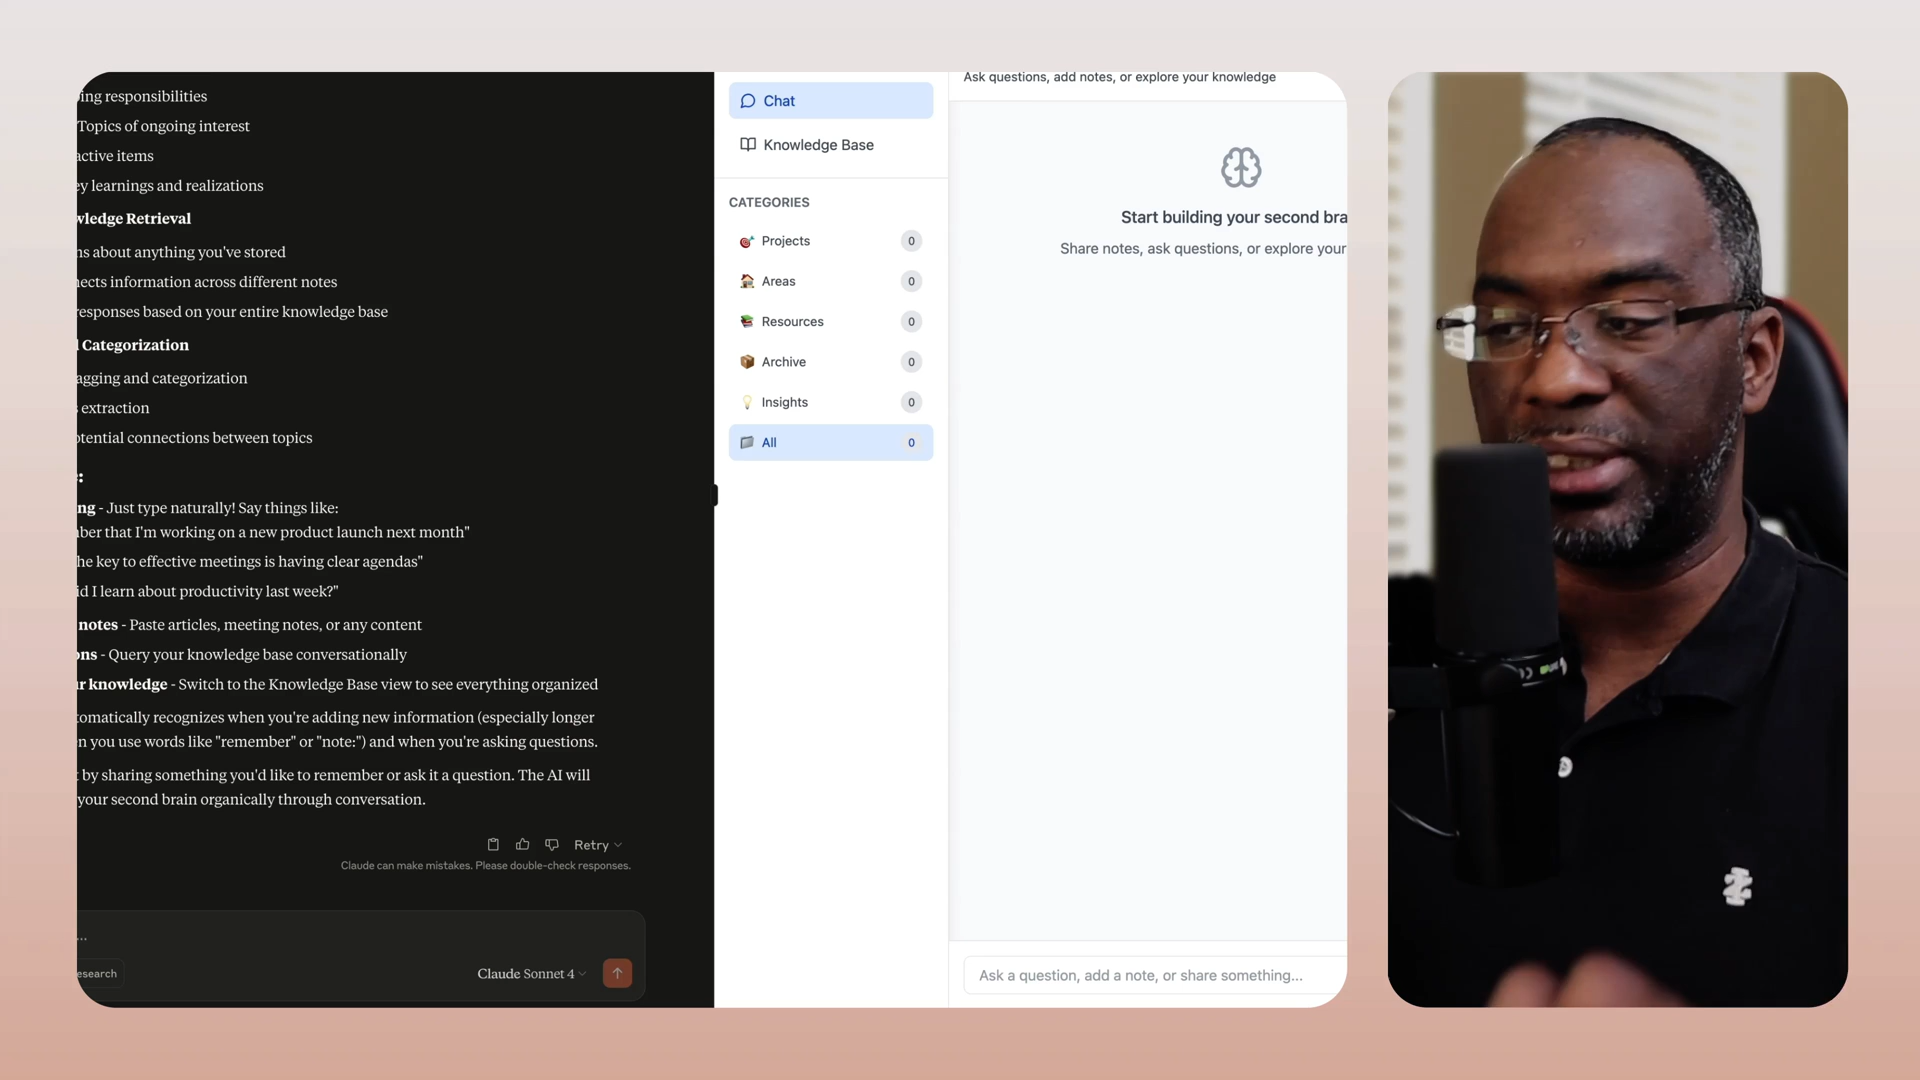 ing responsibilities
Topics of ongoing interest
active items
ey learnings and realizations
wledge Retrieval
ns about anything you've stored
nects information across different notes
responses based on your entire knowledge base
l Categorization
agging and categorization
s extraction
otential connections between topics
:
ng - Just type naturally! Say things like:
ber that I'm working on a new product launch next month"
he key to effective meetings is having clear agendas"
id I learn about productivity last week?"
notes - Paste articles, meeting notes, or any content
ons - Query your knowledge base conversationally
r knowledge - Switch to the Knowledge Base view to see everything organized
tomatically recognizes when you're adding new information (especially longer
n you use words like "remember" or "note:") and when you're asking questions.
t by sharing something you'd like to remember or ask it a question. The AI will
your second brain organically through conversation.
Retry
Claude can make mistakes. Please double-check responses.
...
esearch
Claude Sonnet 4
Chat
Knowledge Base
CATEGORIES
Projects 0
Areas 0
Resources 0
Archive 0
Insights 0
All 0
Ask questions, add notes, or explore your knowledge
Start building your second bra
Share notes, ask questions, or explore your
Ask a question, add a note, or share something...